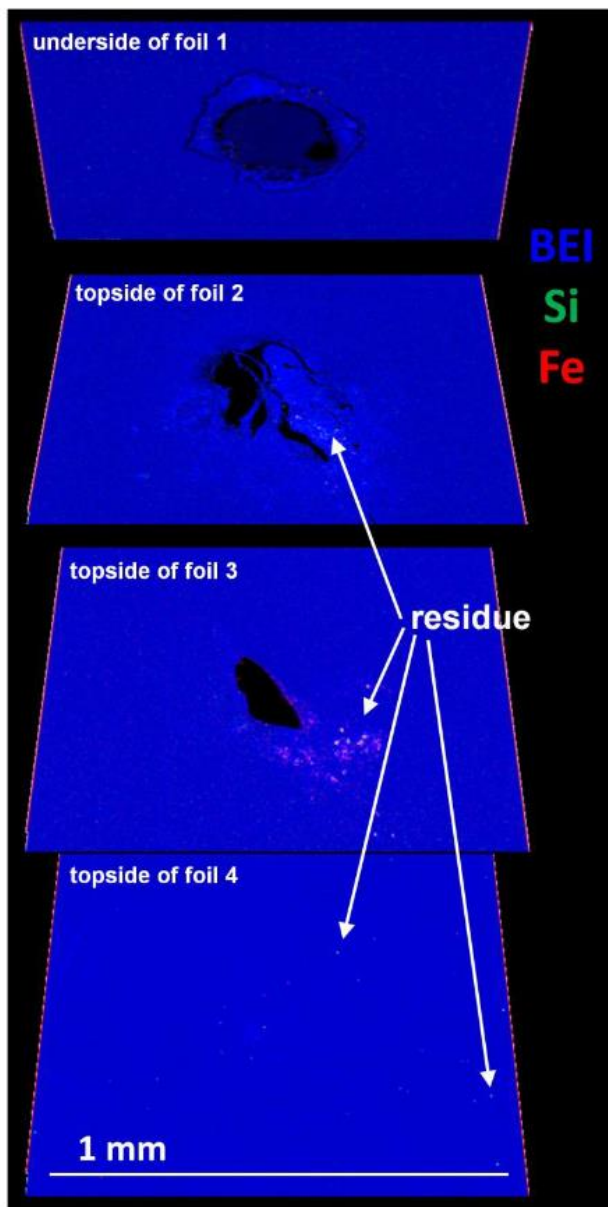 underside of foil 1
BEI
topside of foil 2
Si
Fe
topside of foil 3
residue
topside of foil 4
1 mm